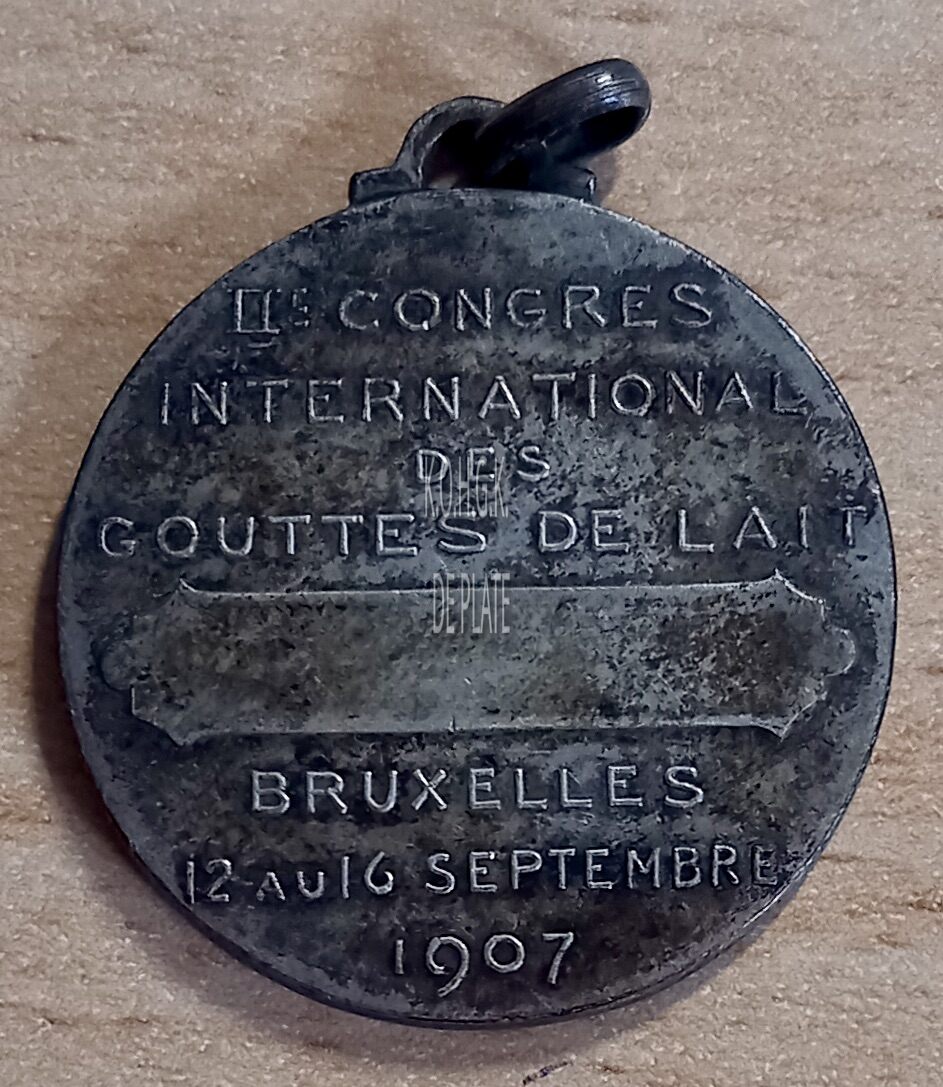 IIE CONGRES
INTERNATIONAL
DES
GOUTTES DE LAIT
BRUXELLES
12 AU 16 SEPTEMBRE
1907